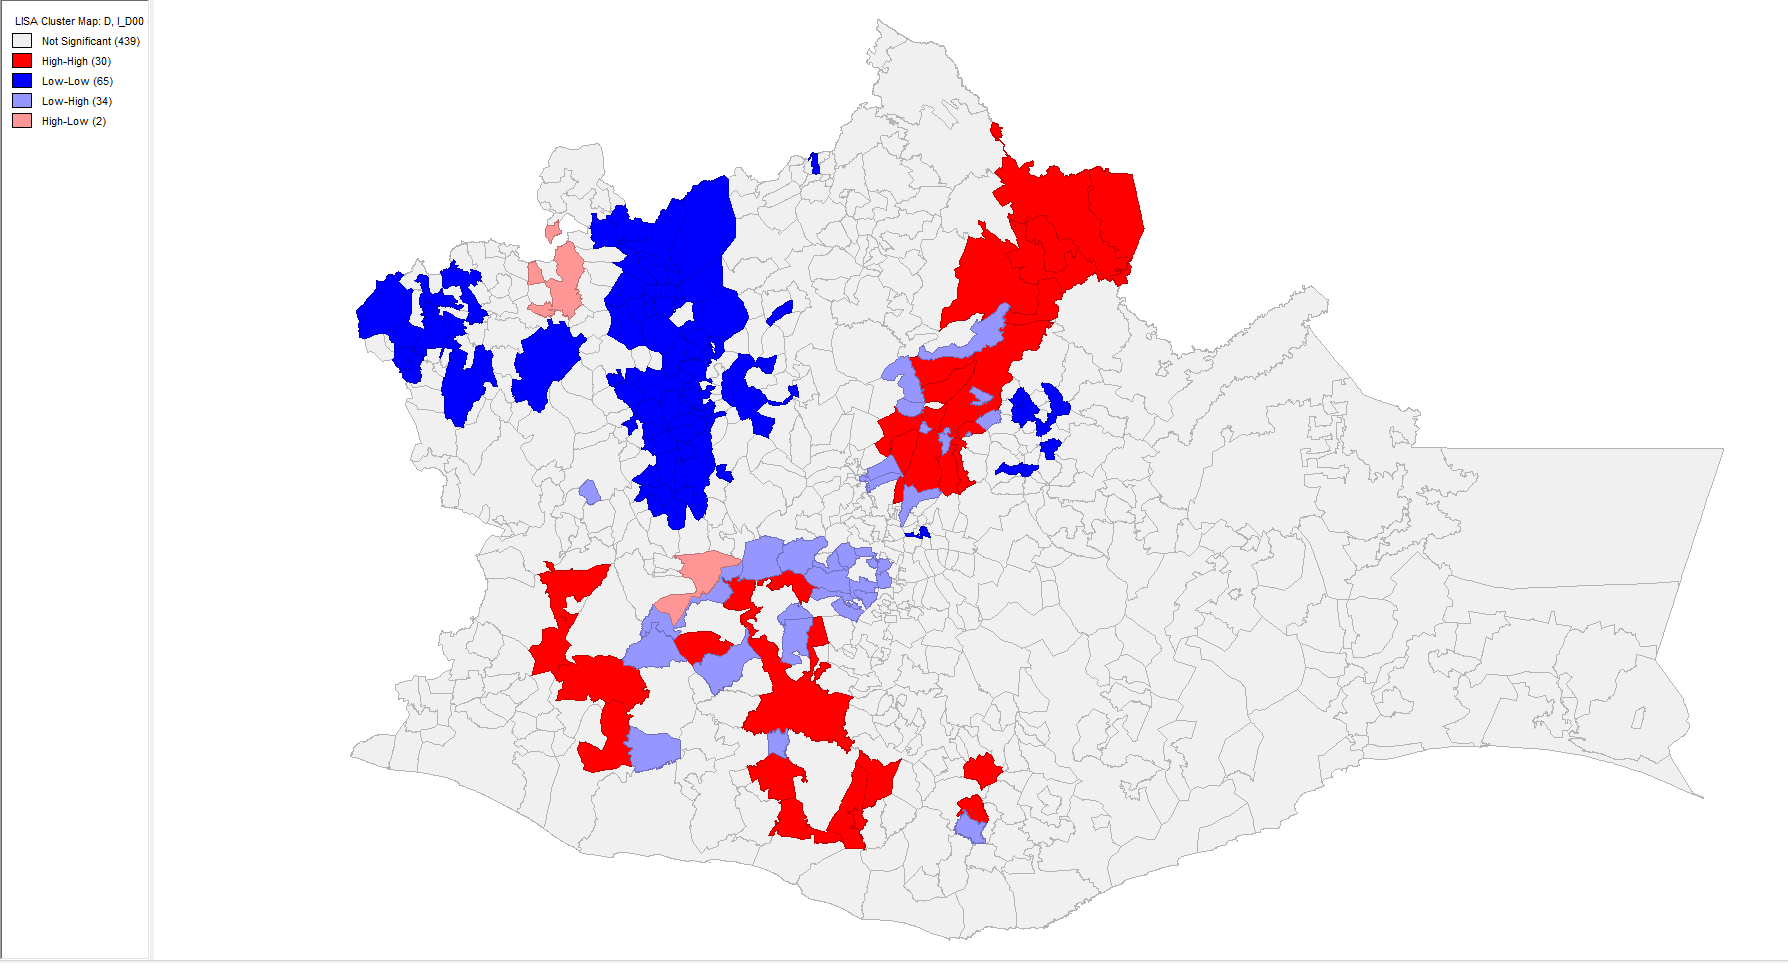 LISA Cluster Map: D, I_D00
Not Significant (439)
High-High (30)
Low-Low (65)
Low-High (34)
High-Low (2)